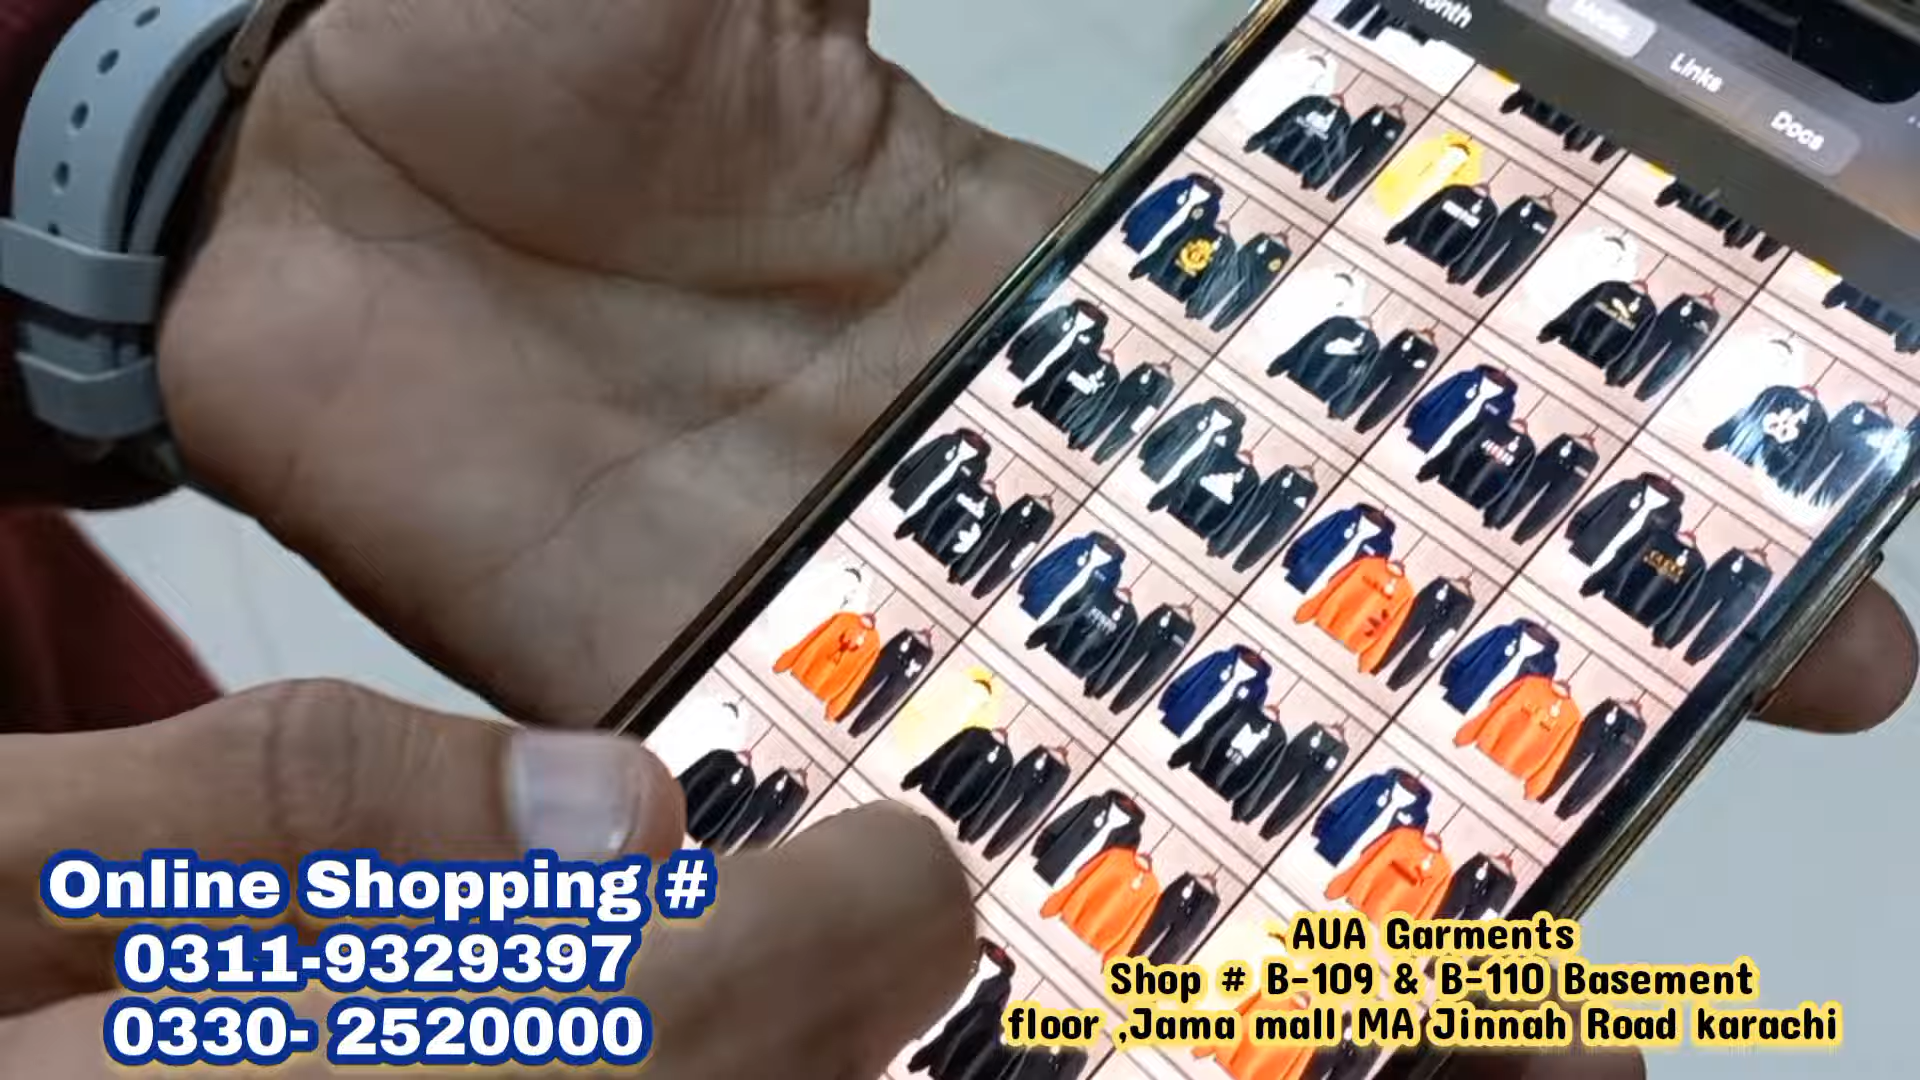 Media
Links
Docs
Online Shopping #
0311-9329397
0330- 2520000
AUA Garments
Shop # B-109 & B-110 Basement
floor ,Jama mall MA Jinnah Road karachi